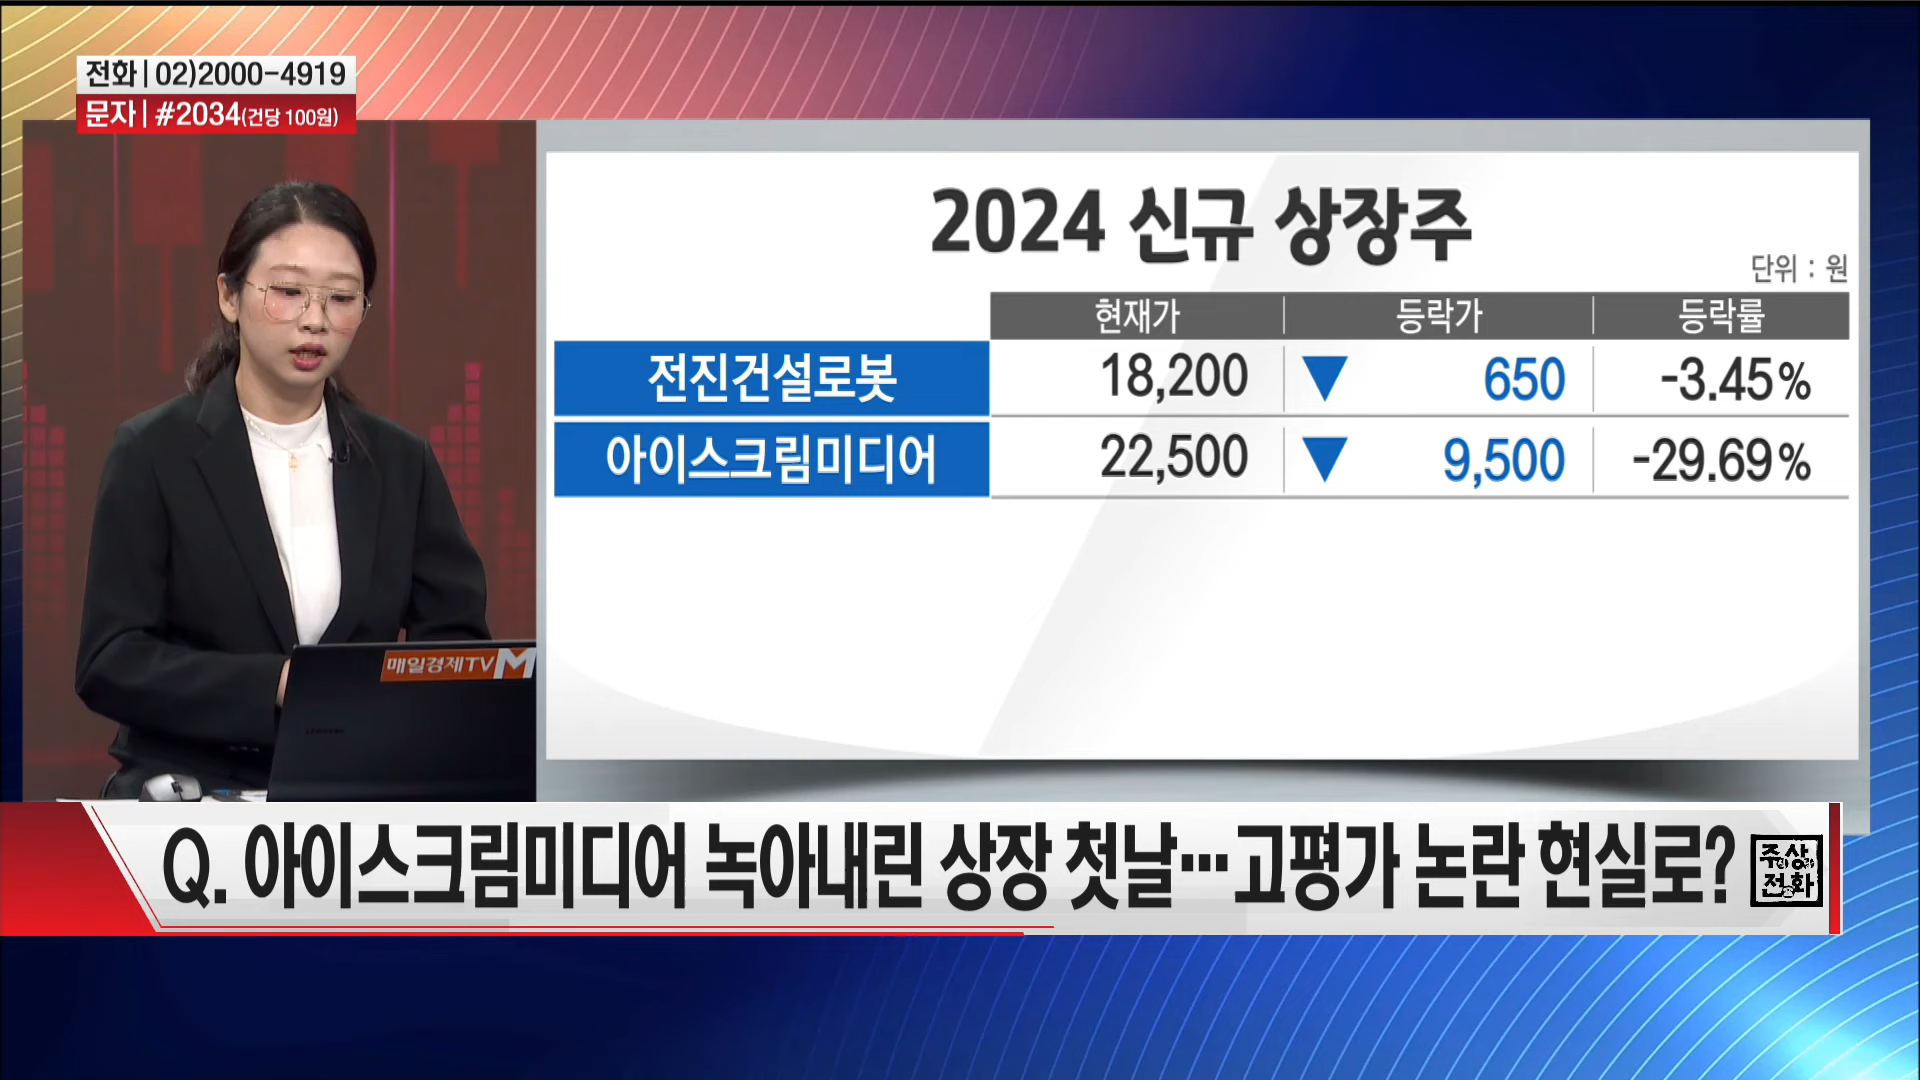 전화 | 02)2000-4919
문자 | #2034(건당 100원)
2024 신규 상장주
단위 : 원
현재가 등락가 등락률
전진건설로봇 18,200 ▼ 650 -3.45%
아이스크림미디어 22,500 ▼ 9,500 -29.69%
매일경제TV M
SAMSUNG
Q. 아이스크림미디어 녹아내린 상장 첫날…고평가 논란 현실로?
주상
전화